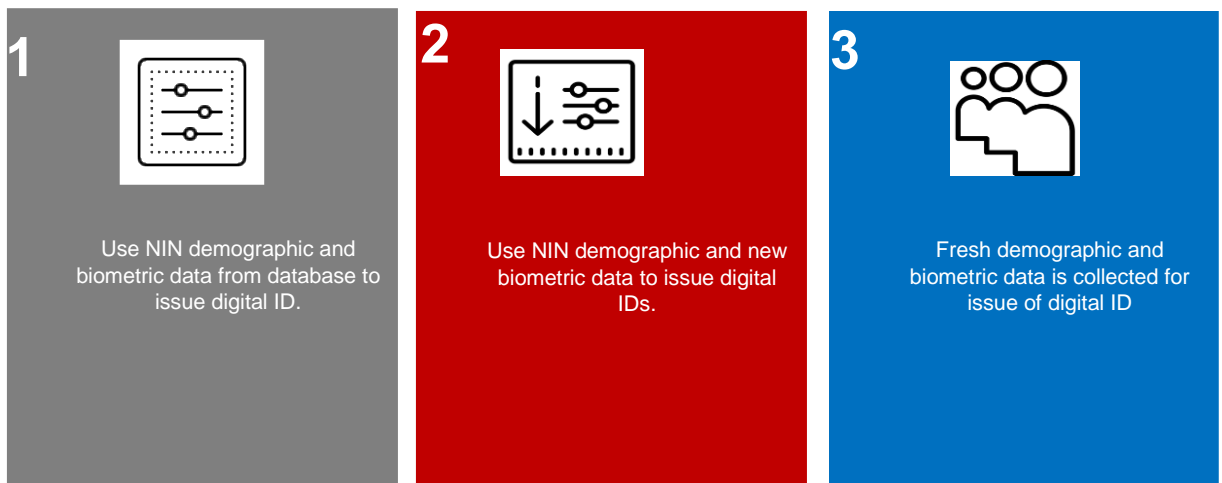 1
Use NIN demographic and
biometric data from database to
issue digital ID.
2
Use NIN demographic and new
biometric data to issue digital
IDs.
3
Fresh demographic and
biometric data is collected for
issue of digital ID